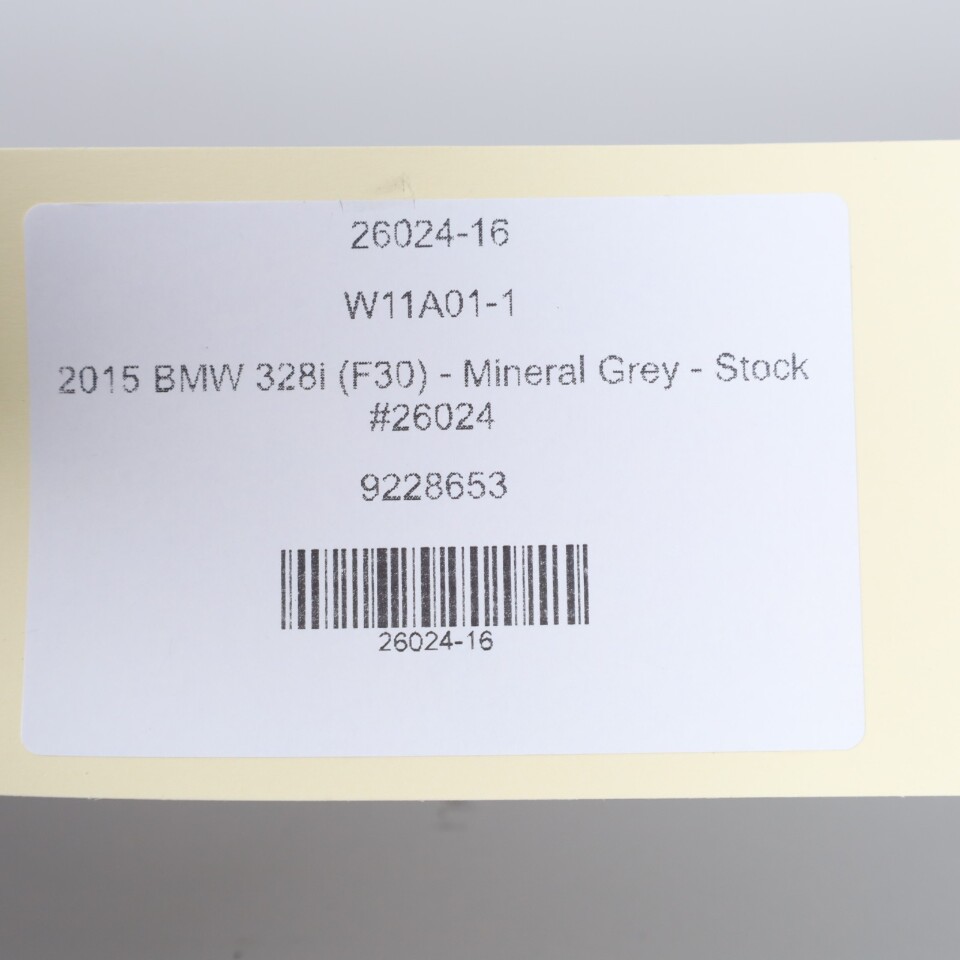 26024-16
W11A01-1
2015 BMW 328i (F30) - Mineral Grey - Stock
#26024
9228653
26024-16